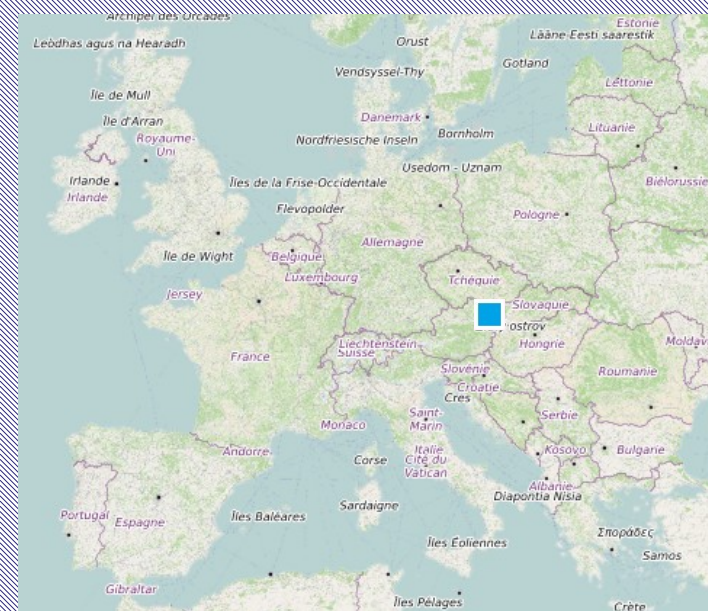 Archipel des Orcades
Estonie
Leòdhas agus na Hearadh
Orust
Lääne-Eesti saarestik
Gotland
Vendsyssel-Thy
Île de Mull
Lettonie
Danemark
Île d'Arran
Lituanie
Royaume-
Uni
Nordfriesische Inseln
Bornholm
Usedom - Uznam
Irlande
Irlande
Îles de la Frise-Occidentale
Biélorussie
Flevopolder
Pologne
Allemagne
Île de Wight
Belgique
Luxembourg
Tchéquie
Jersey
Slovaquie
ostrov
Liechtenstein
Suisse
Hongrie
Moldav
France
Slovénie
Roumanie
Croatie
Cres
Saint-
Marin
Serbie
Monaco
Andorre
Italie
Cité du
Vatican
Kosovo
Bulgarie
Corse
Albanie
Diapontia Nisia
Sardaigne
Portugal
Espagne
Îles Baléares
Σποράδες
Îles Éoliennes
Samos
Gibraltar
Îles Pélages
Crète